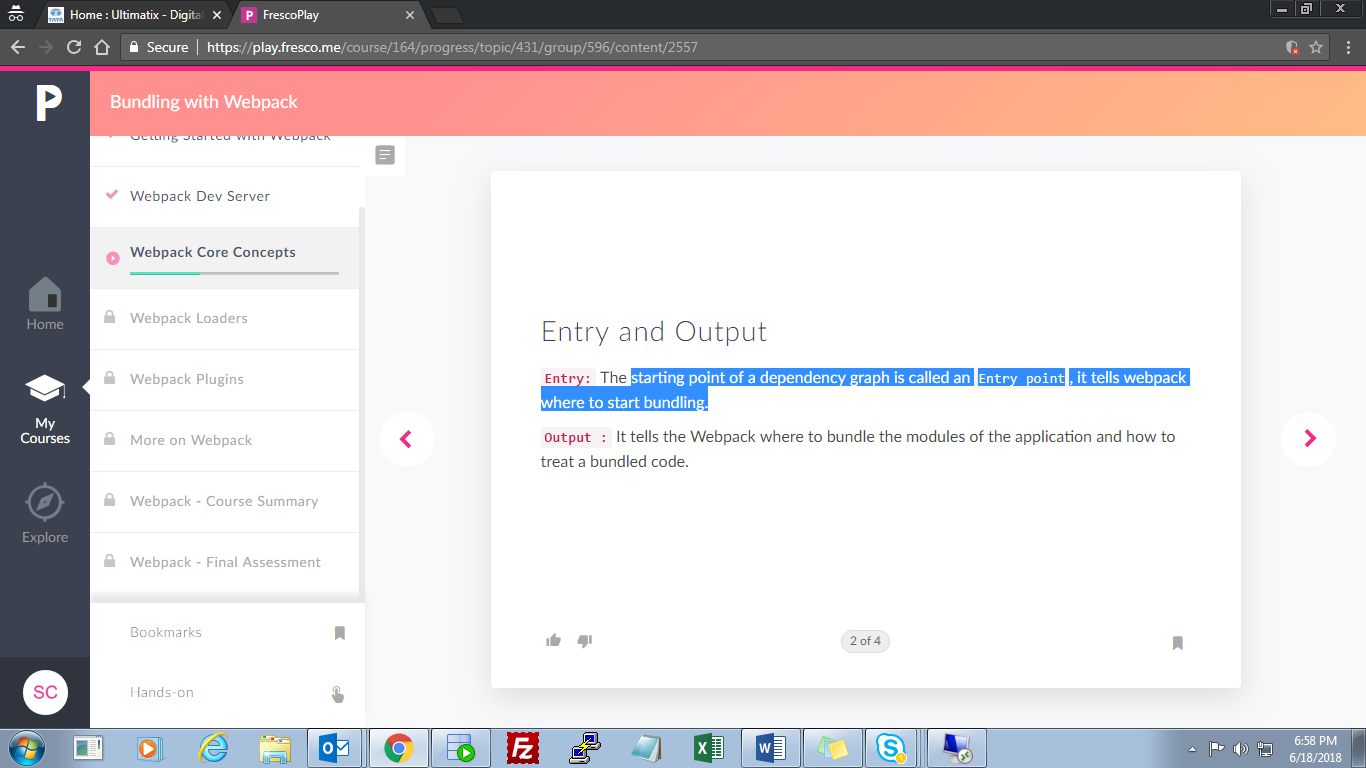 Home : Ultimatix - Digital
FrescoPlay
Secure
https://play.fresco.me/course/164/progress/topic/431/group/596/content/2557
Bundling with Webpack
Getting Started with Webpack
Webpack Dev Server
Webpack Core Concepts
Webpack Loaders
Webpack Plugins
More on Webpack
Webpack - Course Summary
Webpack - Final Assessment
Bookmarks
Hands-on
Home
My
Courses
Explore
SC
Entry and Output
Entry: The starting point of a dependency graph is called an Entry point , it tells webpack
where to start bundling.
Output : It tells the Webpack where to bundle the modules of the application and how to
treat a bundled code.
2 of 4
6:58 PM
6/18/2018